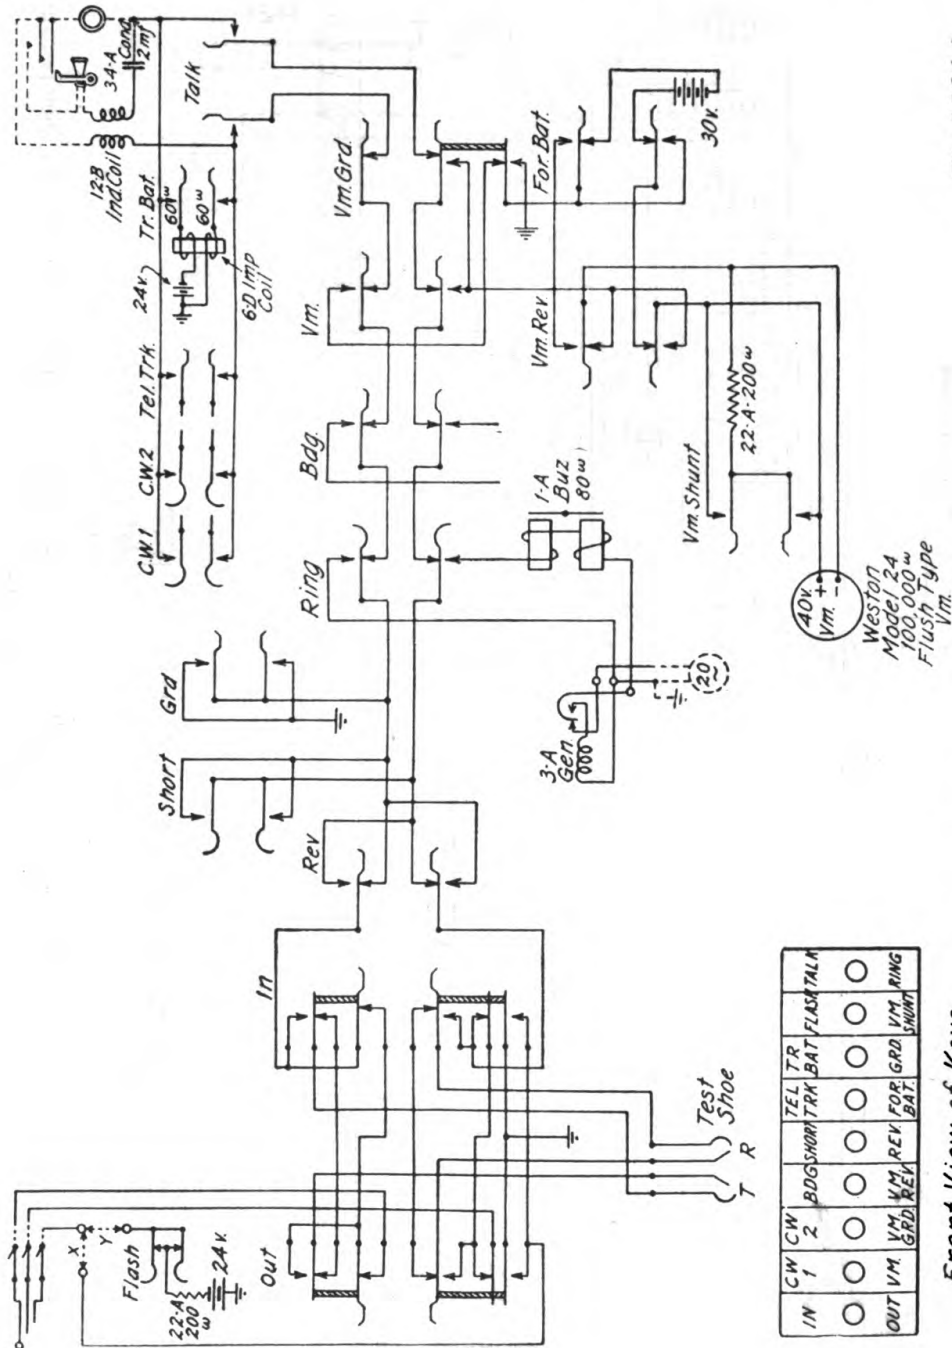 34-A
Cond
2mf
Talk
12-B
Ind.Coil
Tr. Bat.
60ω
60ω
24v.
6-D Imp
Coil
Tel. Trk.
C.W.2
C.W.1
Vm.Grd.
For. Bat.
30v.
Vm.
Vm. Rev.
22-A-200ω
Bdg.
Vm. Shunt
1-A
Buz
80ω
Ring
40v.
Vm.
+
-
Weston
Model 24
100,000ω
Flush Type
Vm.
Grd
20
~
3-A
Gen.
Short
Rev
In
Test
Shoe
R
T
X
Y
Flash
22-A
200
ω
24v.
Out
IN CW 1 CW 2 BDG SHORT TEL TRK TR BAT FLASH TALK
OUT VM. VM. GRD. VM. REV. REV. FOR. BAT. GRD. VM. SHUNT RING
Front View of Keys